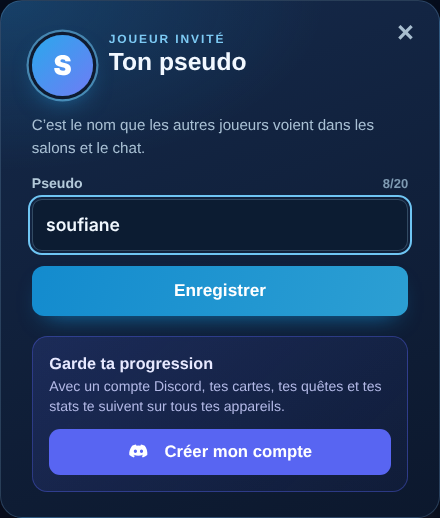 JOUEUR INVITÉ
S
Ton pseudo
C'est le nom que les autres joueurs voient dans les
salons et le chat.
Pseudo
8/20
soufiane
Enregistrer
Garde ta progression
Avec un compte Discord, tes cartes, tes quêtes et tes
stats te suivent sur tous tes appareils.
Créer mon compte